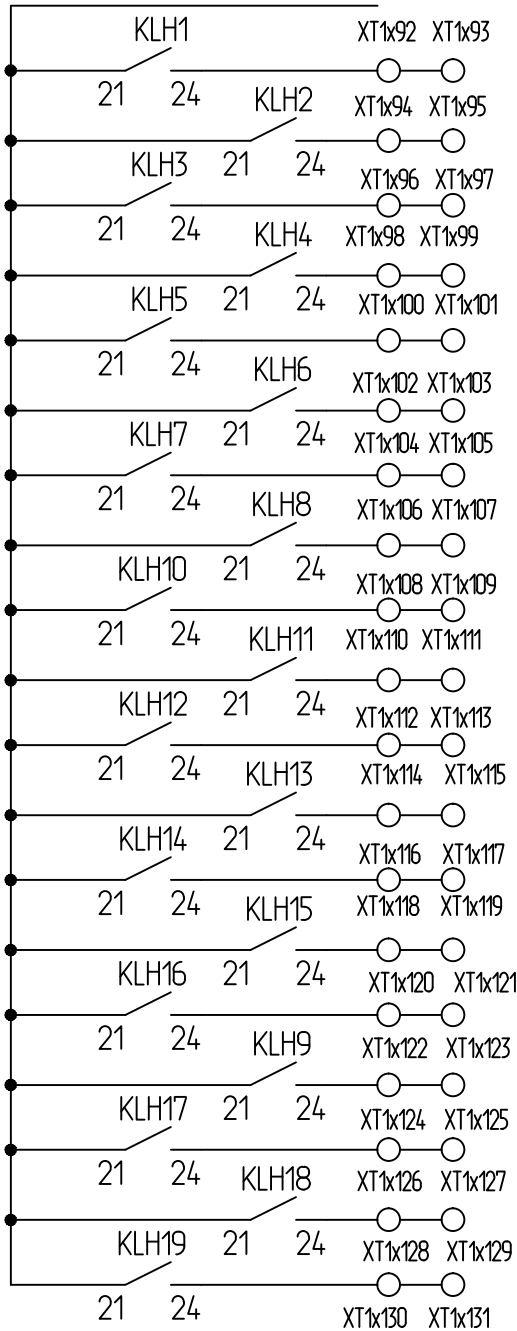 KLH1 XT1x92 XT1x93
21 24
KLH2 XT1x94 XT1x95
21 24
KLH3 XT1x96 XT1x97
21 24
KLH4 XT1x98 XT1x99
21 24
KLH5 XT1x100 XT1x101
21 24
KLH6 XT1x102 XT1x103
21 24
KLH7 XT1x104 XT1x105
21 24
KLH8 XT1x106 XT1x107
21 24
KLH10 XT1x108 XT1x109
21 24
KLH11 XT1x110 XT1x111
21 24
KLH12 XT1x112 XT1x113
21 24
KLH13 XT1x114 XT1x115
21 24
KLH14 XT1x116 XT1x117
21 24
KLH15 XT1x118 XT1x119
21 24
KLH16 XT1x120 XT1x121
21 24
KLH9 XT1x122 XT1x123
21 24
KLH17 XT1x124 XT1x125
21 24
KLH18 XT1x126 XT1x127
21 24
KLH19 XT1x128 XT1x129
21 24 XT1x130 XT1x131